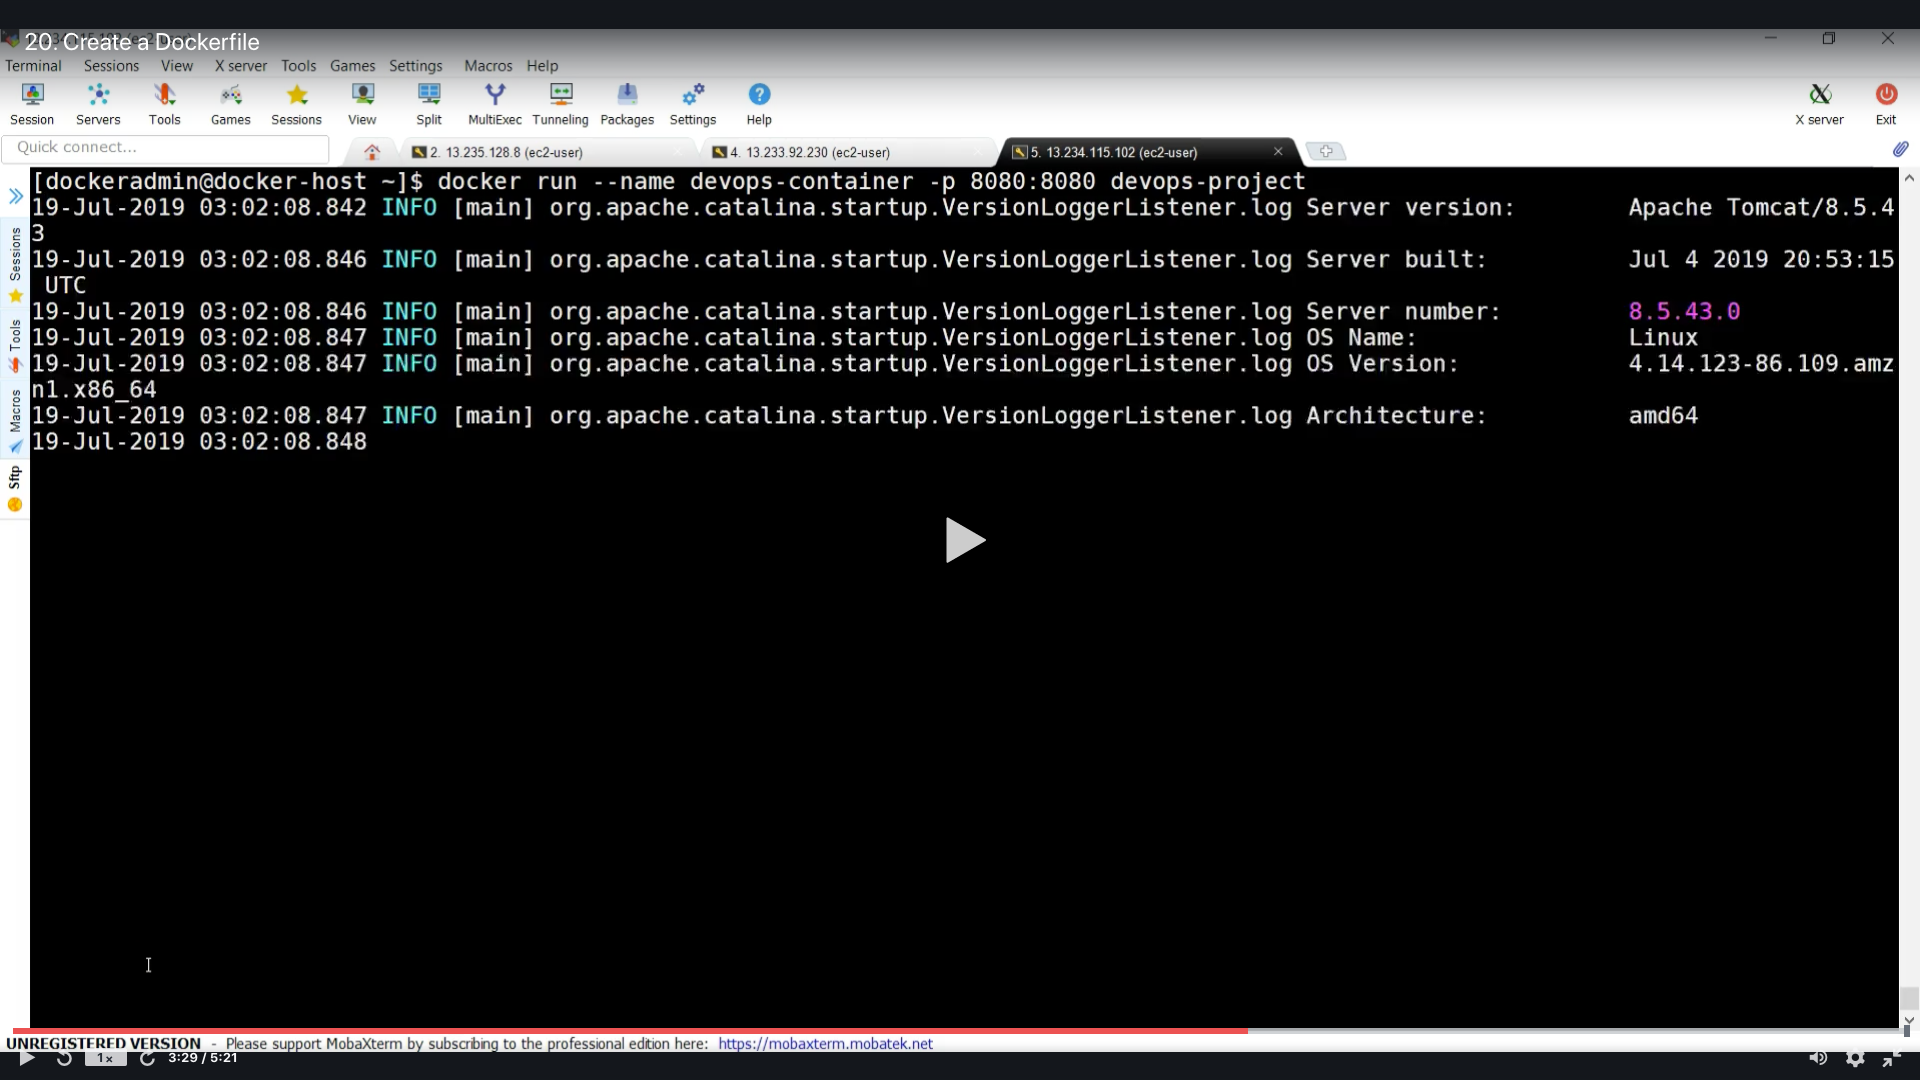 20. Create a Dockerfile
Terminal Sessions View X server Tools Games Settings Macros Help
Session Servers Tools Games Sessions View Split MultiExec Tunneling Packages Settings Help X server Exit
Quick connect...
2. 13.235.128.8 (ec2-user)
4. 13.233.92.230 (ec2-user)
5. 13.234.115.102 (ec2-user)
[dockeradmin@docker-host ~]$ docker run --name devops-container -p 8080:8080 devops-project
19-Jul-2019 03:02:08.842 INFO [main] org.apache.catalina.startup.VersionLoggerListener.log Server version: Apache Tomcat/8.5.4
3
19-Jul-2019 03:02:08.846 INFO [main] org.apache.catalina.startup.VersionLoggerListener.log Server built: Jul 4 2019 20:53:15
UTC
19-Jul-2019 03:02:08.846 INFO [main] org.apache.catalina.startup.VersionLoggerListener.log Server number: 8.5.43.0
19-Jul-2019 03:02:08.847 INFO [main] org.apache.catalina.startup.VersionLoggerListener.log OS Name: Linux
19-Jul-2019 03:02:08.847 INFO [main] org.apache.catalina.startup.VersionLoggerListener.log OS Version: 4.14.123-86.109.amz
n1.x86_64
19-Jul-2019 03:02:08.847 INFO [main] org.apache.catalina.startup.VersionLoggerListener.log Architecture: amd64
19-Jul-2019 03:02:08.848
Sessions
Tools
Macros
Sftp
UNREGISTERED VERSION - Please support MobaXterm by subscribing to the professional edition here: https://mobaxterm.mobatek.net
1x 3:29 / 5:21